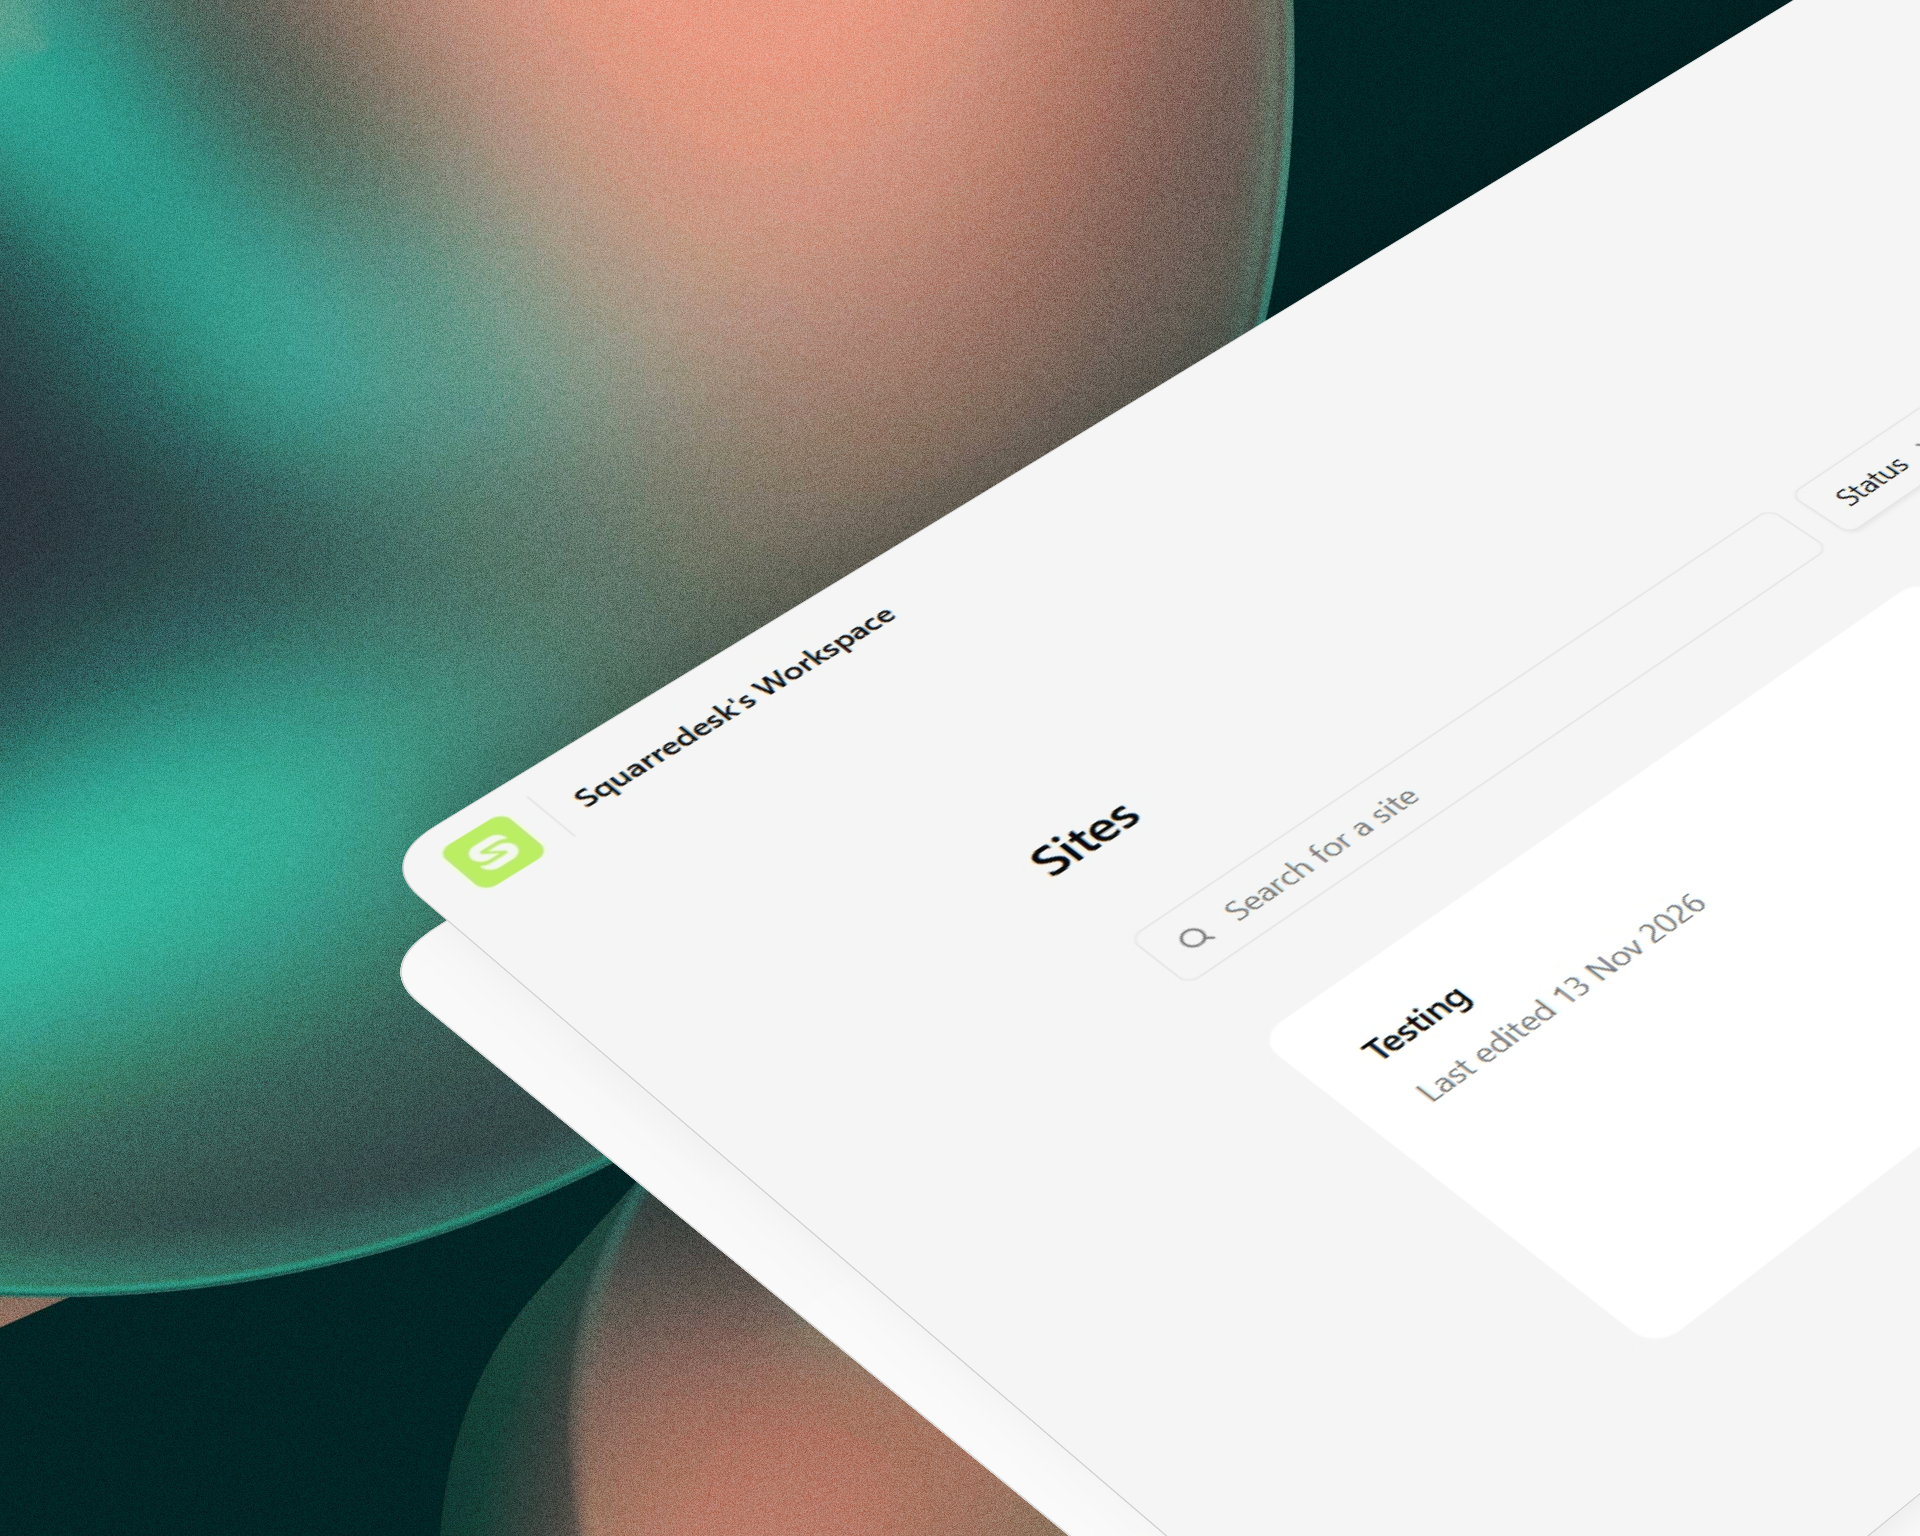 Squarredesk's Workspace
Sites
Search for a site
Status
Testing
Last edited 13 Nov 2026